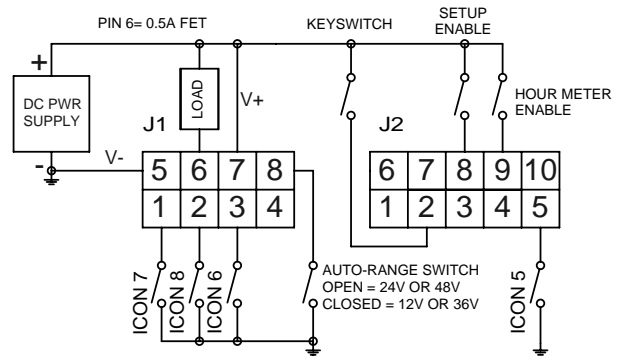 PIN 6= 0.5A FET
KEYSWITCH
SETUP
ENABLE
+
DC PWR
SUPPLY
-
LOAD
V+
V-
HOUR METER
ENABLE
J1
5 6 7 8
1 2 3 4
J2
6 7 8 9 10
1 2 3 4 5
ICON 7
ICON 8
ICON 6
AUTO-RANGE SWITCH
OPEN = 24V OR 48V
CLOSED = 12V OR 36V
ICON 5